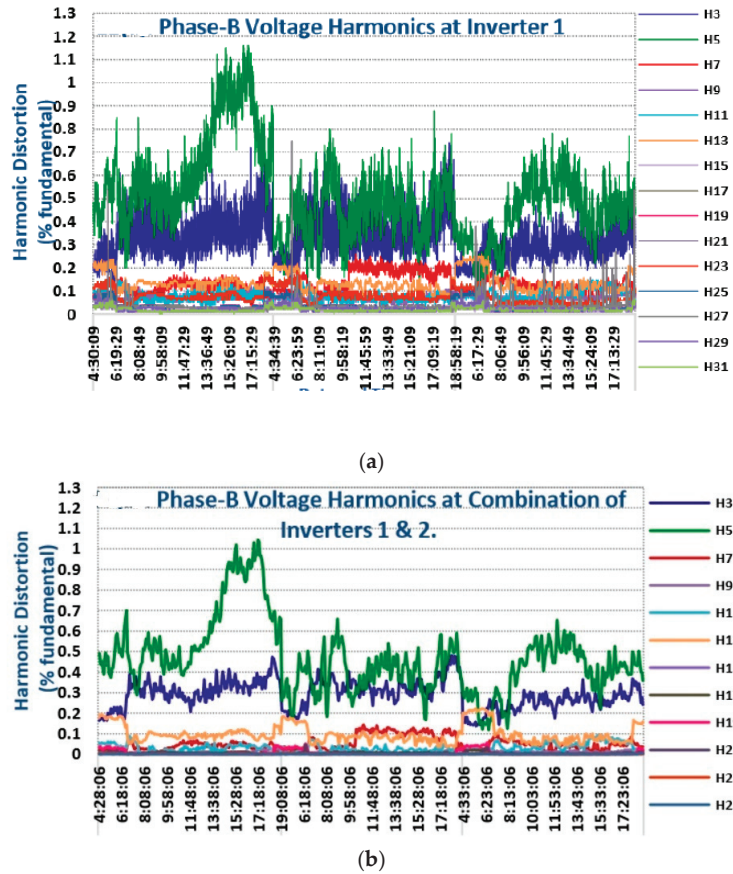 Phase-B Voltage Harmonics at Inverter 1
Harmonic Distortion
(% fundamental)
1.3
1.2
1.1
1
0.9
0.8
0.7
0.6
0.5
0.4
0.3
0.2
0.1
0
4:30:09
6:19:29
8:08:49
9:58:09
11:47:29
13:36:49
15:26:09
17:15:29
4:34:39
6:23:59
8:11:09
9:58:19
11:45:59
13:33:49
15:21:09
17:09:19
18:58:19
6:17:29
8:06:49
9:56:09
11:45:29
13:34:49
15:24:09
17:13:29
H3
H5
H7
H9
H11
H13
H15
H17
H19
H21
H23
H25
H27
H29
H31
(a)
Phase-B Voltage Harmonics at Combination of
Inverters 1 & 2.
Harmonic Distortion
(% fundamental)
1.3
1.2
1.1
1
0.9
0.8
0.7
0.6
0.5
0.4
0.3
0.2
0.1
0
4:28:06
6:18:06
8:08:06
9:58:06
11:48:06
13:38:06
15:28:06
17:18:06
19:08:06
6:18:06
8:08:06
9:58:06
11:48:06
13:38:06
15:28:06
17:18:06
4:33:06
6:23:06
8:13:06
10:03:06
11:53:06
13:43:06
15:33:06
17:23:06
H3
H5
H7
H9
H1
H1
H1
H1
H1
H2
H2
H2
(b)